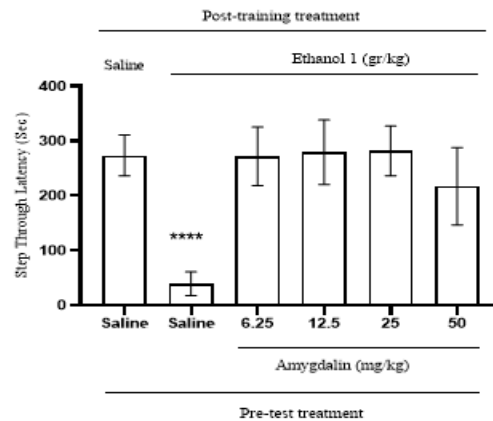 Post-training treatment
Saline
Ethanol 1 (gr/kg)
Step Through Latency (Sec)
400
300
200
100
0
****
Saline Saline 6.25 12.5 25 50
Amygdalin (mg/kg)
Pre-test treatment